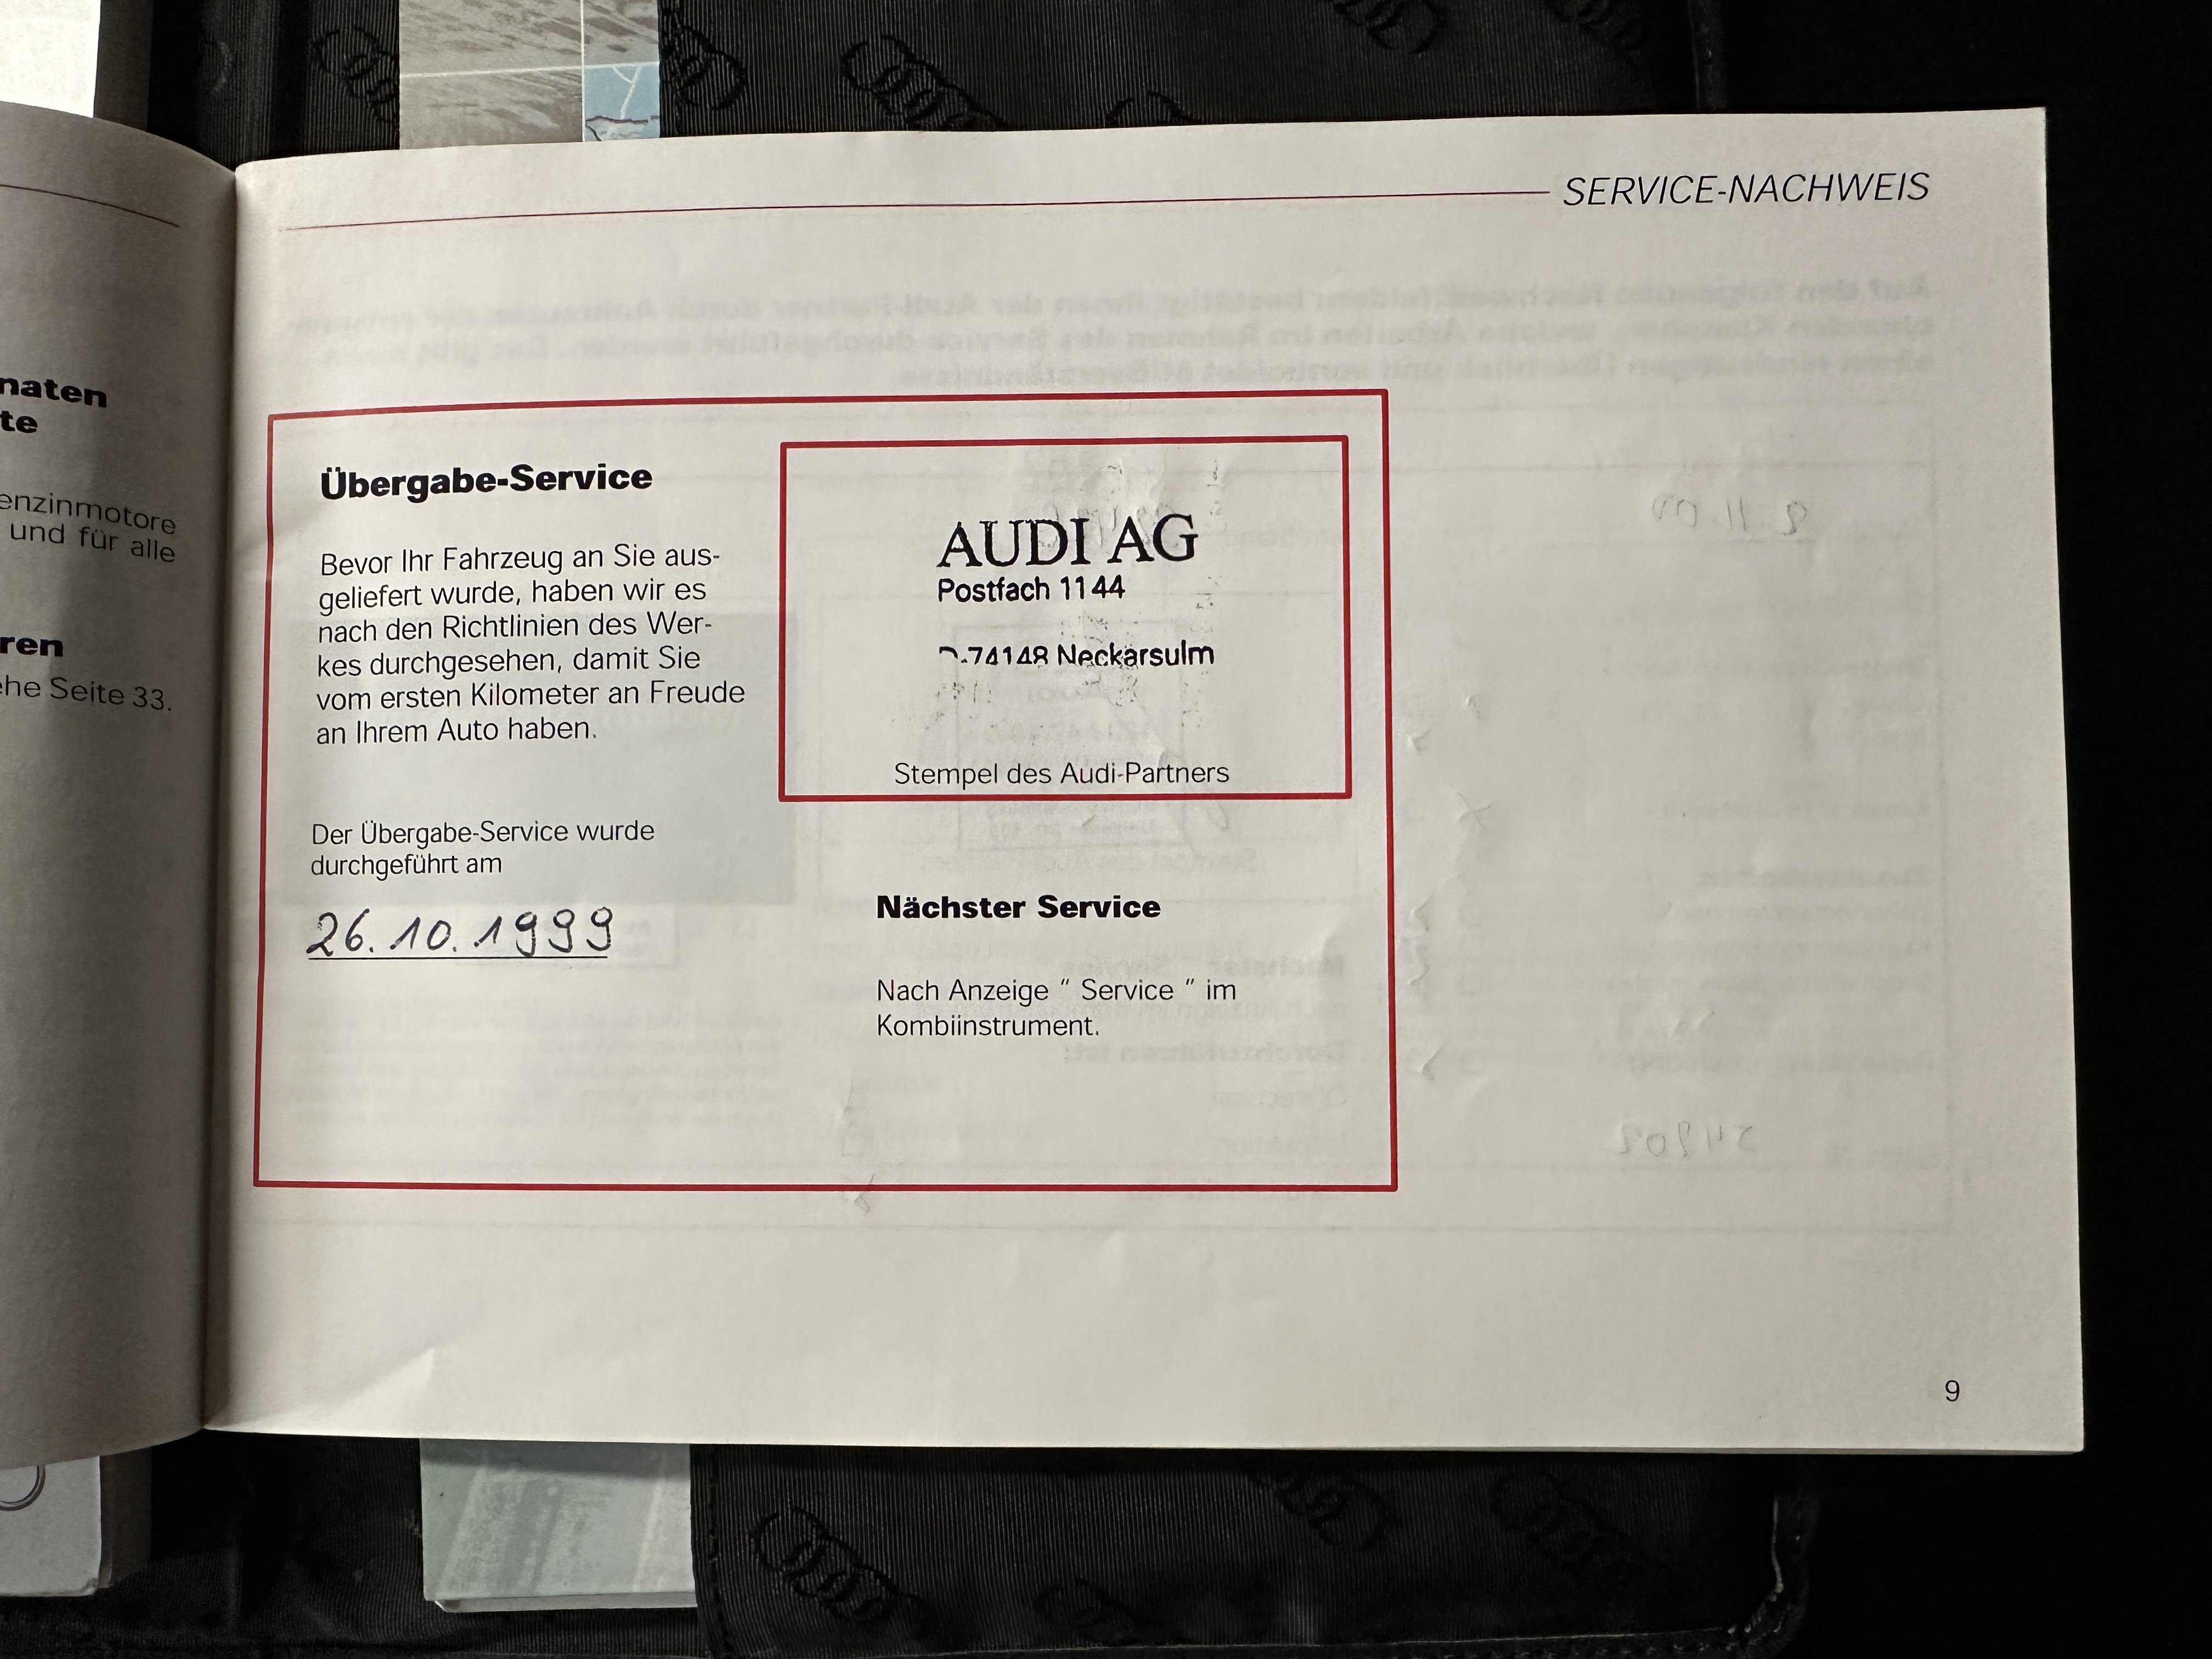 naten
te
enzinmotore
und für alle
ren
he Seite 33.
SERVICE-NACHWEIS
Übergabe-Service
Bevor Ihr Fahrzeug an Sie aus-
geliefert wurde, haben wir es
nach den Richtlinien des Wer-
kes durchgesehen, damit Sie
vom ersten Kilometer an Freude
an Ihrem Auto haben.
Der Übergabe-Service wurde
durchgeführt am
26.10.1999
AUDI AG
Postfach 1144
D-74148 Neckarsulm
Stempel des Audi-Partners
Nächster Service
Nach Anzeige " Service " im
Kombiinstrument.
9